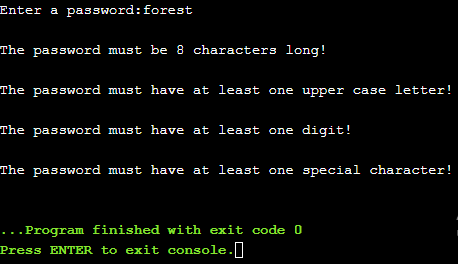 Enter a password:forest
The password must be 8 characters long!
The password must have at least one upper case letter!
The password must have at least one digit!
The password must have at least one special character!
...Program finished with exit code 0
Press ENTER to exit console.